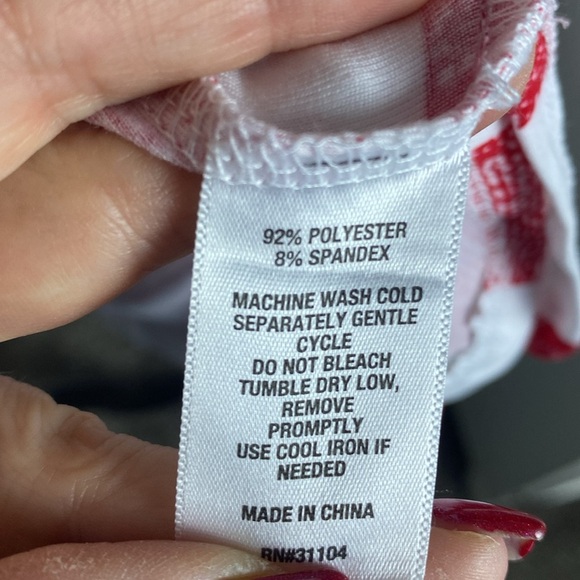 92% POLYESTER
8% SPANDEX
MACHINE WASH COLD
SEPARATELY GENTLE
CYCLE
DO NOT BLEACH
TUMBLE DRY LOW,
REMOVE
PROMPTLY
USE COOL IRON IF
NEEDED
MADE IN CHINA
RN#31104